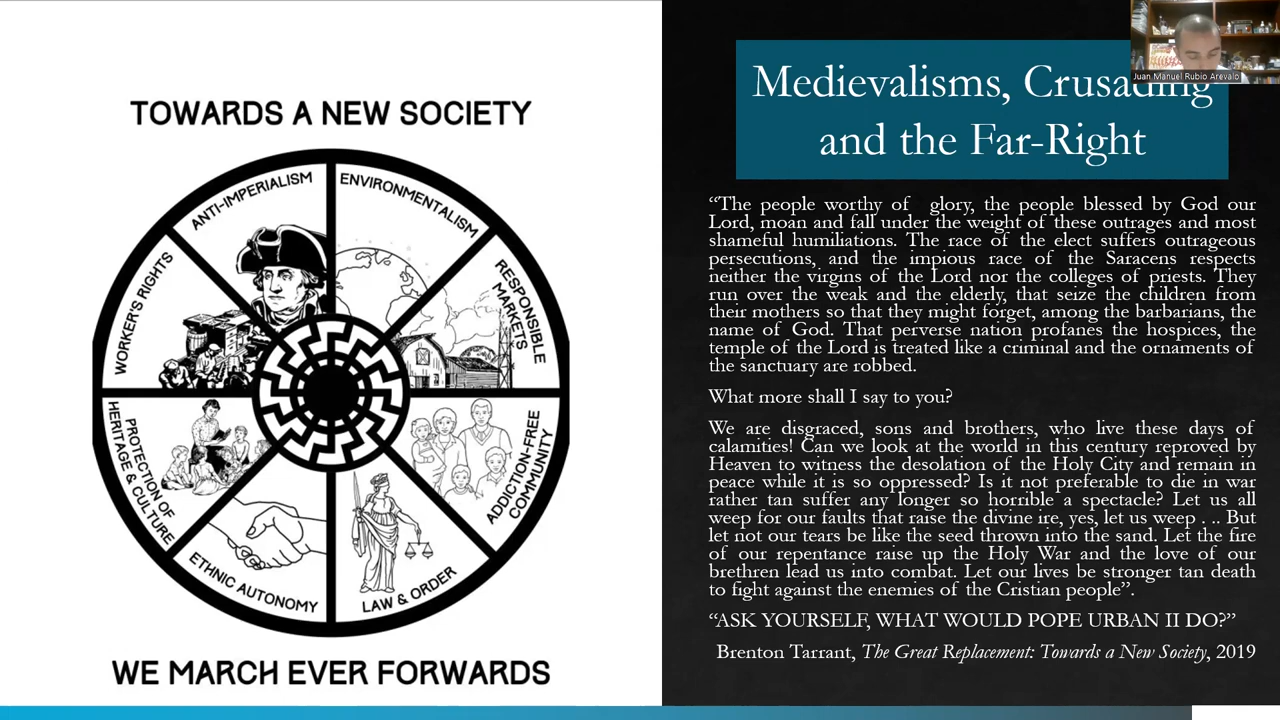 TOWARDS A NEW SOCIETY
ANTI-IMPERIALISM
ENVIRONMENTALISM
WORKER'S RIGHTS
RESPONSIBLE
MARKETS
PROTECTION OF
HERITAGE & CULTURE
ADDICTION-FREE
COMMUNITY
ETHNIC AUTONOMY
LAW & ORDER
WE MARCH EVER FORWARDS
Juan Manuel Rubio Arevalo
Medievalisms, Crusading
and the Far-Right
“The people worthy of glory, the people blessed by God our
Lord, moan and fall under the weight of these outrages and most
shameful humiliations. The race of the elect suffers outrageous
persecutions, and the impious race of the Saracens respects
neither the virgins of the Lord nor the colleges of priests. They
run over the weak and the elderly, that seize the children from
their mothers so that they might forget, among the barbarians, the
name of God. That perverse nation profanes the hospices, the
temple of the Lord is treated like a criminal and the ornaments of
the sanctuary are robbed.
What more shall I say to you?
We are disgraced, sons and brothers, who live these days of
calamities! Can we look at the world in this century reproved by
Heaven to witness the desolation of the Holy City and remain in
peace while it is so oppressed? Is it not preferable to die in war
rather tan suffer any longer so horrible a spectacle? Let us all
weep for our faults that raise the divine ire, yes, let us weep . .. But
let not our tears be like the seed thrown into the sand. Let the fire
of our repentance raise up the Holy War and the love of our
brethren lead us into combat. Let our lives be stronger tan death
to fight against the enemies of the Cristian people”.
“ASK YOURSELF, WHAT WOULD POPE URBAN II DO?”
Brenton Tarrant, The Great Replacement: Towards a New Society, 2019